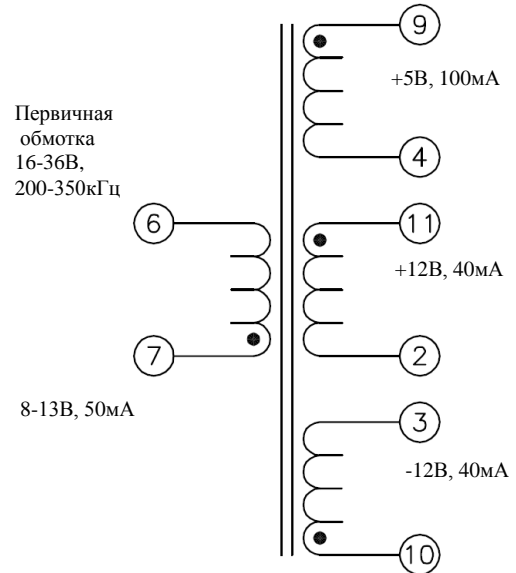 9
+5В, 100мА
4
Первичная
обмотка
16-36В,
200-350кГц
6
11
+12В, 40мА
7
2
8-13В, 50мА
3
-12В, 40мА
10